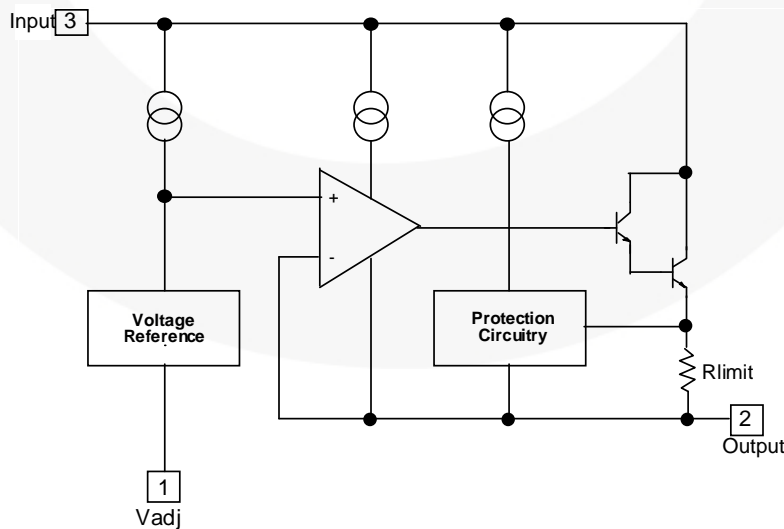 Input 3
+
-
Voltage
Reference
Protection
Circuitry
Rlimit
2
Output
1
Vadj